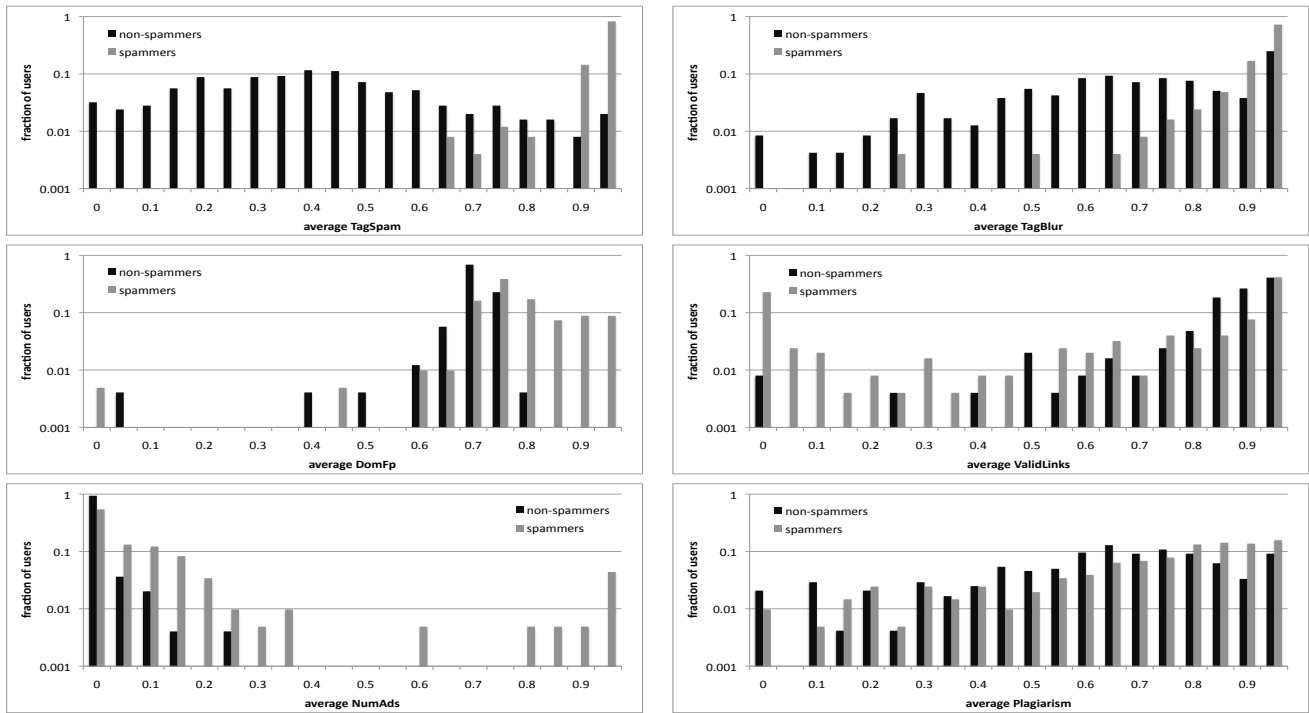 1
non-spammers
spammers
0.1
fraction of users
0.01
0.001
0 0.1 0.2 0.3 0.4 0.5 0.6 0.7 0.8 0.9
average TagSpam
1
non-spammers
spammers
0.1
fraction of users
0.01
0.001
0 0.1 0.2 0.3 0.4 0.5 0.6 0.7 0.8 0.9
average TagBlur
1
non-spammers
spammers
0.1
fraction of users
0.01
0.001
0 0.1 0.2 0.3 0.4 0.5 0.6 0.7 0.8 0.9
average DomFp
1
non-spammers
spammers
0.1
fraction of users
0.01
0.001
0 0.1 0.2 0.3 0.4 0.5 0.6 0.7 0.8 0.9
average ValidLinks
1
non-spammers
spammers
0.1
fraction of users
0.01
0.001
0 0.1 0.2 0.3 0.4 0.5 0.6 0.7 0.8 0.9
average NumAds
1
non-spammers
spammers
0.1
fraction of users
0.01
0.001
0 0.1 0.2 0.3 0.4 0.5 0.6 0.7 0.8 0.9
average Plagiarism